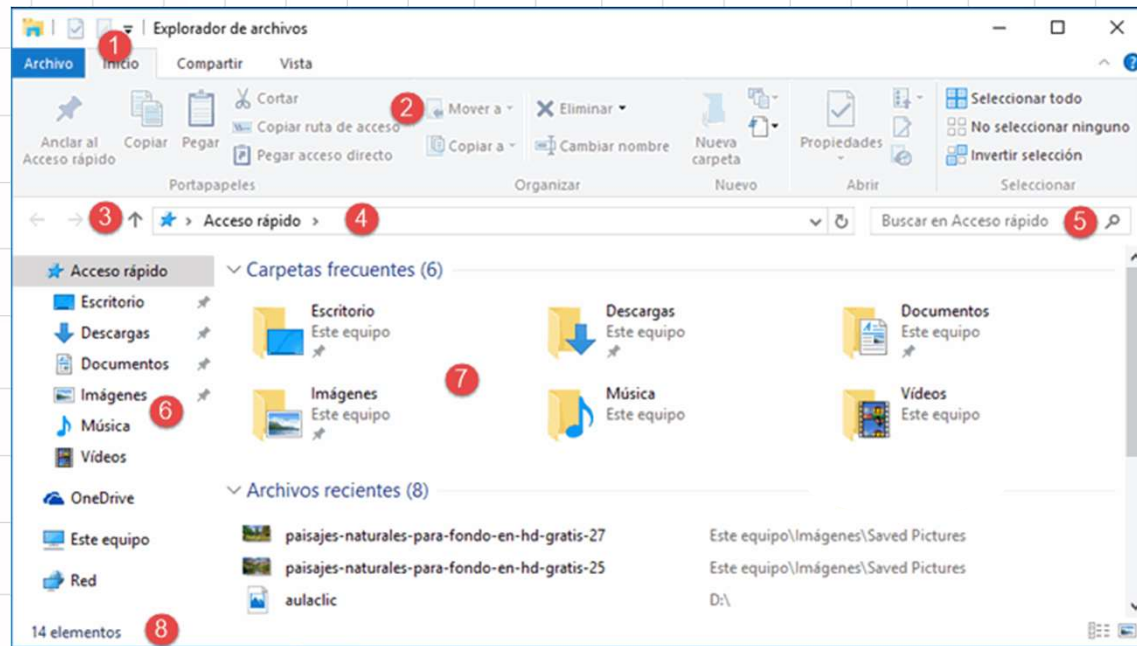 Explorador de archivos
1
Archivo Inicio Compartir Vista
Anclar al
Acceso rápido
Copiar
Pegar
Cortar
Copiar ruta de acceso
Pegar acceso directo
Portapapeles
2
Mover a
Copiar a
Eliminar
Cambiar nombre
Organizar
Nueva
carpeta
Nuevo
Propiedades
Abrir
Seleccionar todo
No seleccionar ninguno
Invertir selección
Seleccionar
3
Acceso rápido
4
Buscar en Acceso rápido
5
Acceso rápido
Escritorio
Descargas
Documentos
Imágenes
6
Música
Vídeos
OneDrive
Este equipo
Red
Carpetas frecuentes (6)
Escritorio
Este equipo
Descargas
Este equipo
Documentos
Este equipo
Imágenes
Este equipo
7
Música
Este equipo
Vídeos
Este equipo
Archivos recientes (8)
paisajes-naturales-para-fondo-en-hd-gratis-27 Este equipo\Imágenes\Saved Pictures
paisajes-naturales-para-fondo-en-hd-gratis-25 Este equipo\Imágenes\Saved Pictures
aulaclic D:\
14 elementos
8